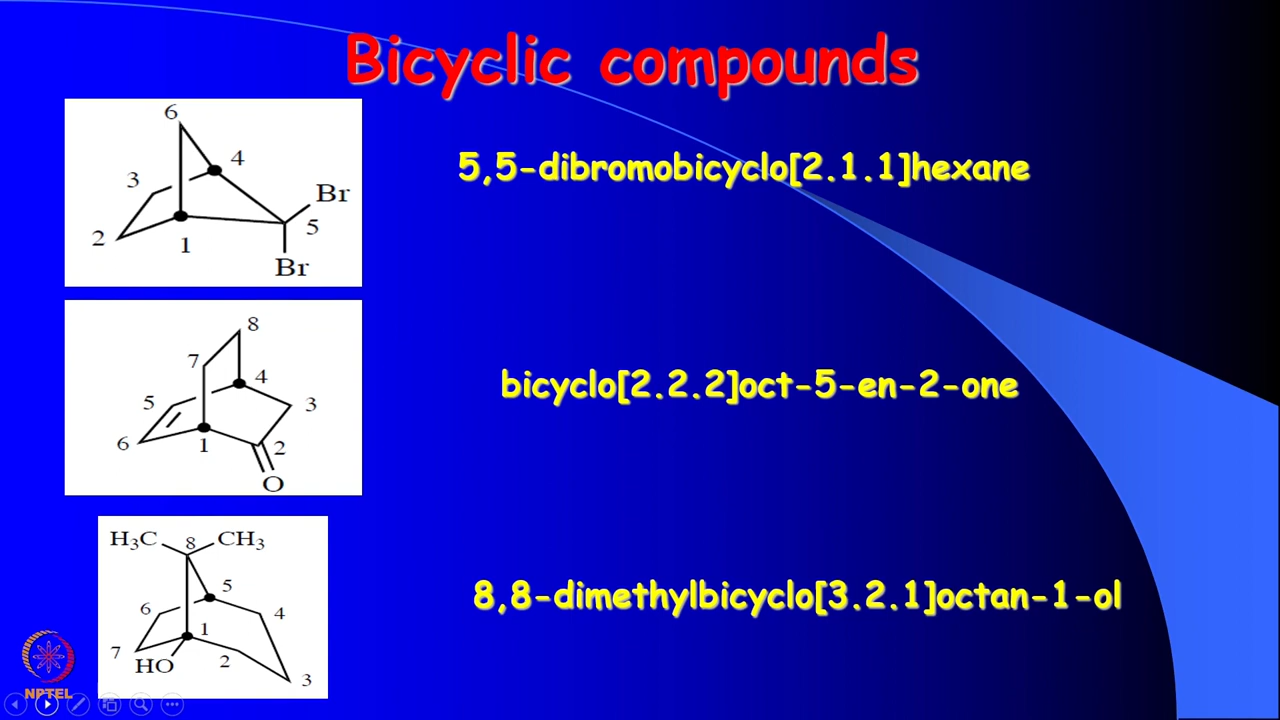 Bicyclic compounds
6
4
3
Br
2
1
5
Br
5,5-dibromobicyclo[2.1.1]hexane
8
7
4
5
3
6
1
2
O
bicyclo[2.2.2]oct-5-en-2-one
H₃C 8 CH₃
5
6
4
1
7
HO
2
3
8,8-dimethylbicyclo[3.2.1]octan-1-ol
NPTEL